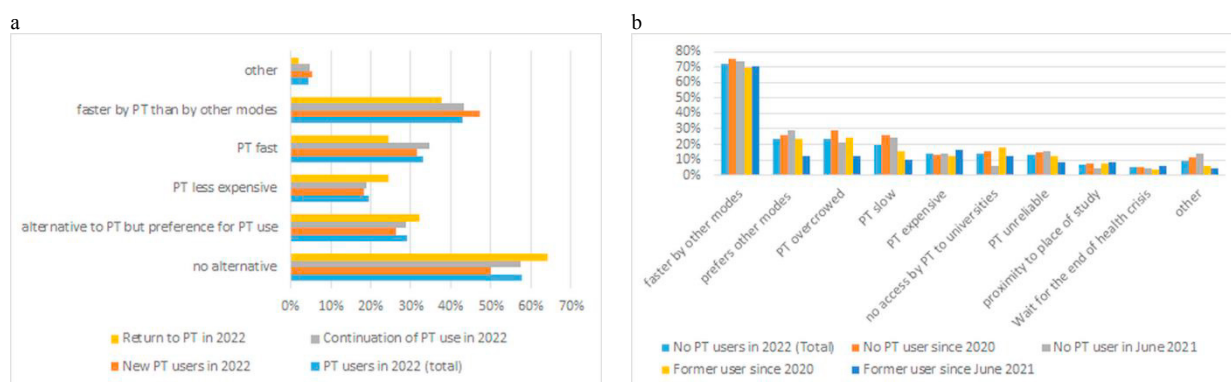 a
other
faster by PT than by other modes
PT fast
PT less expensive
alternative to PT but preference for PT use
no alternative
0% 10% 20% 30% 40% 50% 60% 70%
Return to PT in 2022 Continuation of PT use in 2022
New PT users in 2022 PT users in 2022 (total)
b
80%
70%
60%
50%
40%
30%
20%
10%
0%
faster by other modes
prefers other modes
PT overcrowed
PT slow
PT expensive
no access by PT to universities
PT unreliable
proximity to place of study
Wait for the end of health crisis
other
No PT users in 2022 (Total) No PT user since 2020 No PT user in June 2021
Former user since 2020 Former user since June 2021